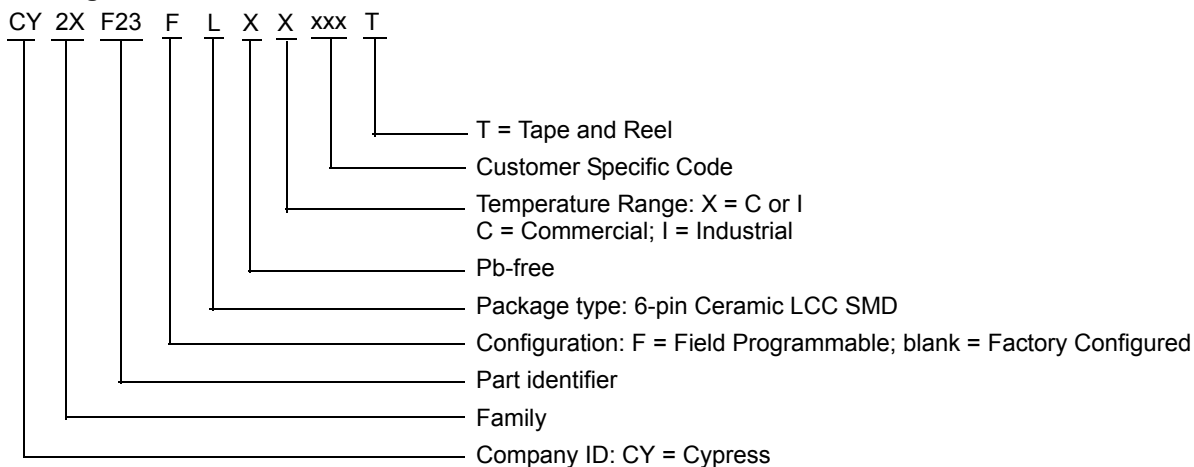 CY 2X F23 F L X X xxx T
T = Tape and Reel
Customer Specific Code
Temperature Range: X = C or I
C = Commercial; I = Industrial
Pb-free
Package type: 6-pin Ceramic LCC SMD
Configuration: F = Field Programmable; blank = Factory Configured
Part identifier
Family
Company ID: CY = Cypress